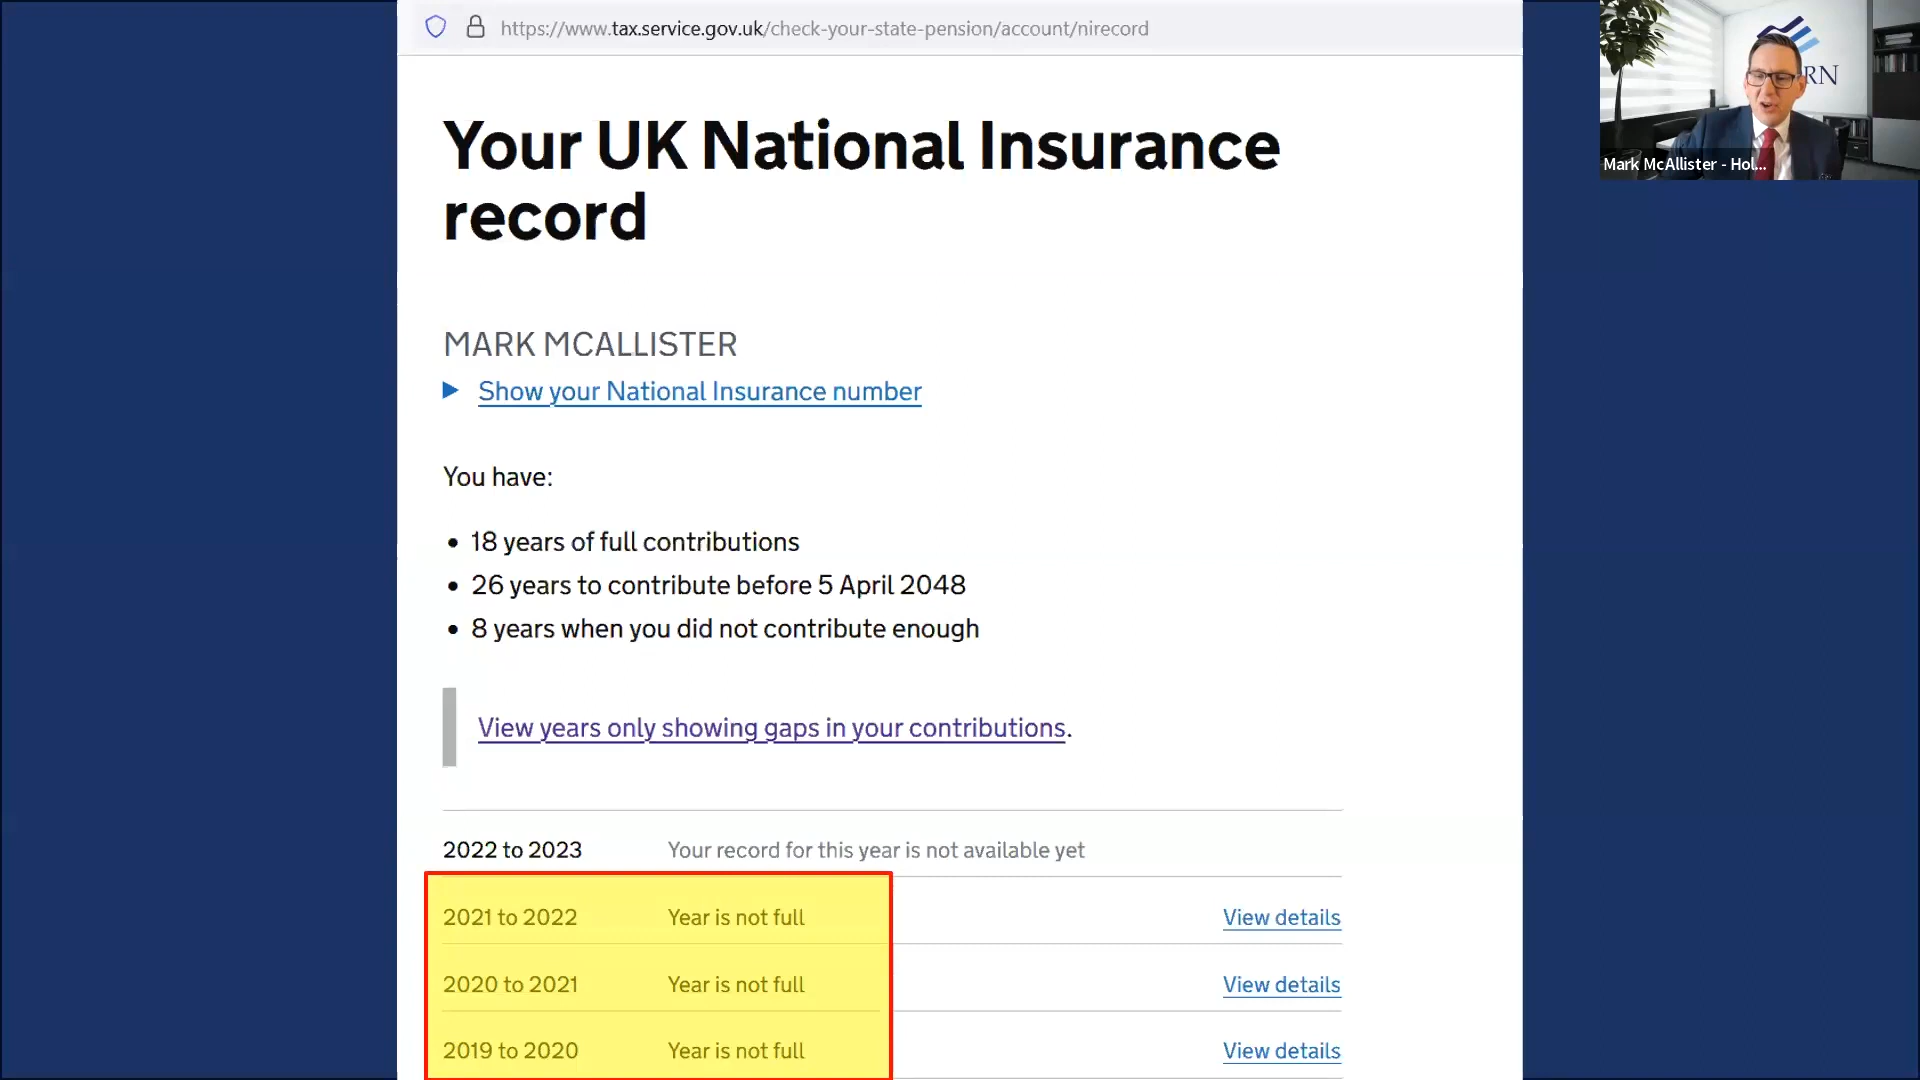 https://www.tax.service.gov.uk/check-your-state-pension/account/nirecord
RN
Mark McAllister - Hol...
Your UK National Insurance
record
MARK MCALLISTER
Show your National Insurance number
You have:
• 18 years of full contributions
• 26 years to contribute before 5 April 2048
• 8 years when you did not contribute enough
View years only showing gaps in your contributions.
2022 to 2023 Your record for this year is not available yet
2021 to 2022 Year is not full View details
2020 to 2021 Year is not full View details
2019 to 2020 Year is not full View details